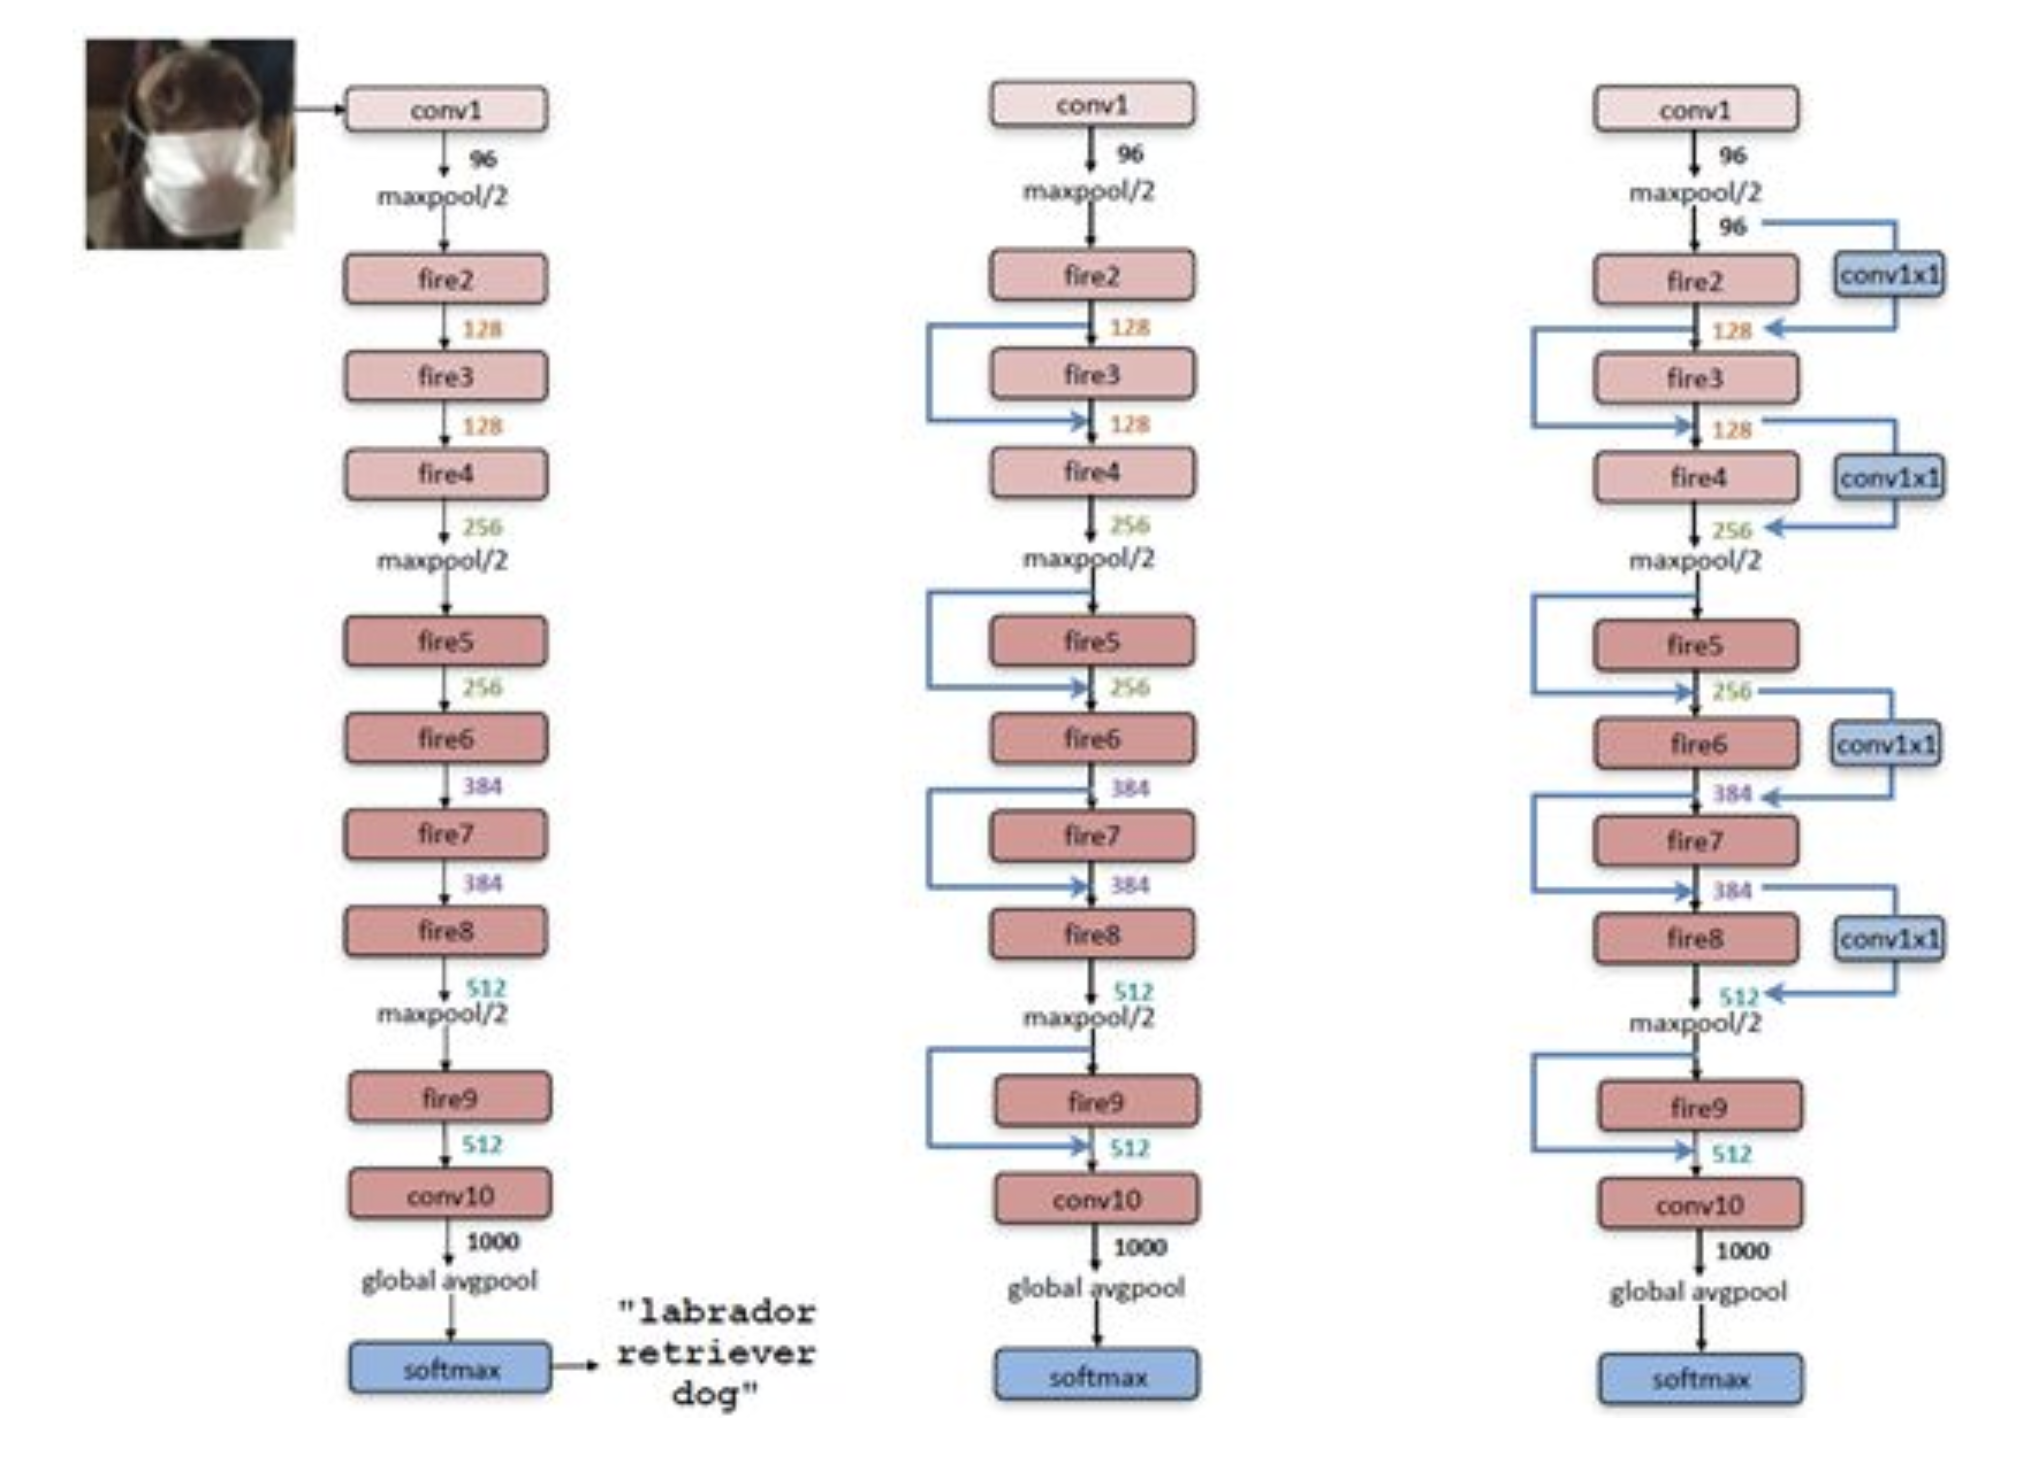 conv1
96
maxpool/2
fire2
128
fire3
128
fire4
256
maxpool/2
fire5
256
fire6
384
fire7
384
fire8
512
maxpool/2
fire9
512
conv10
1000
global avgpool
softmax
"labrador
retriever
dog"
conv1
96
maxpool/2
fire2
128
fire3
128
fire4
256
maxpool/2
fire5
256
fire6
384
fire7
384
fire8
512
maxpool/2
fire9
512
conv10
1000
global avgpool
softmax
conv1
96
maxpool/2
96
fire2
conv1x1
128
fire3
128
fire4
conv1x1
256
maxpool/2
fire5
256
fire6
conv1x1
384
fire7
384
fire8
conv1x1
512
maxpool/2
fire9
512
conv10
1000
global avgpool
softmax